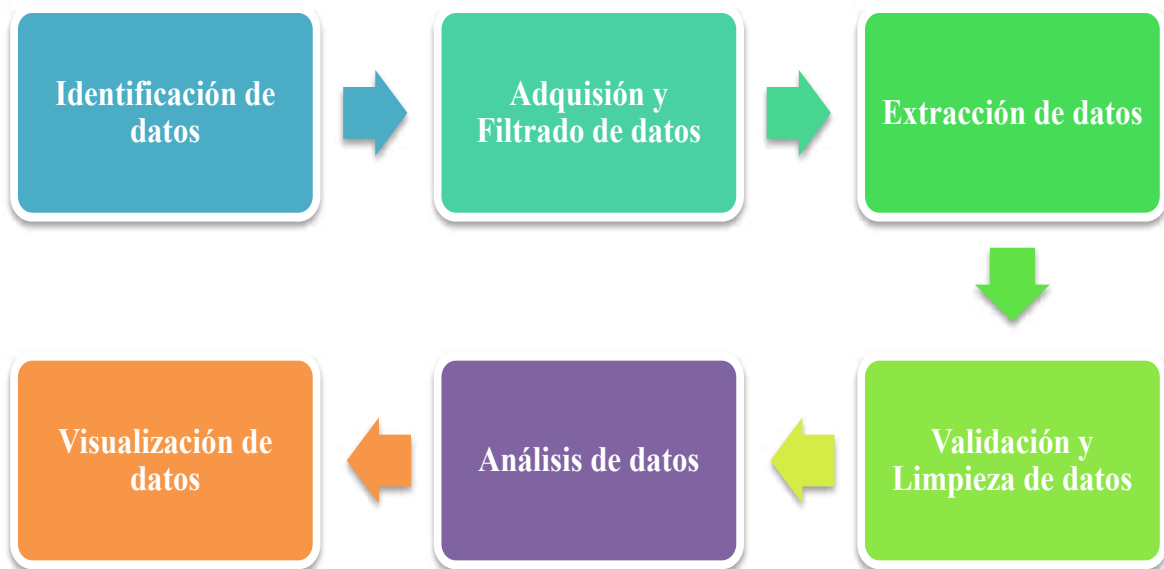 Identificación de
datos
Adquisión y
Filtrado de datos
Extracción de datos
Validación y
Limpieza de datos
Análisis de datos
Visualización de
datos